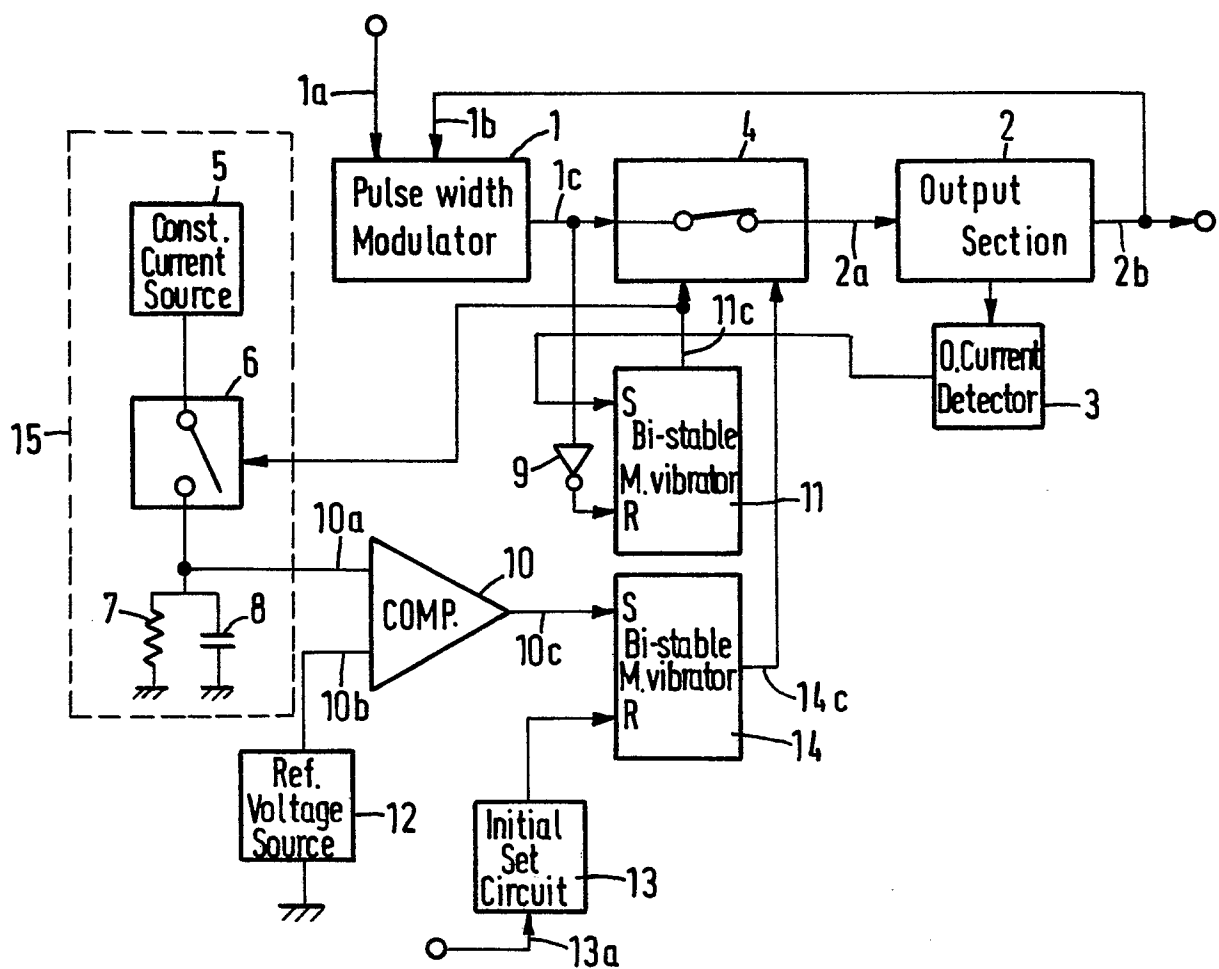 1a
1b
1
4
2
Pulse width
Modulator
1c
Output
Section
2a
2b
5
Const.
Current
Source
11c
O.Current
Detector
3
6
15
S
Bi-stable
M.vibrator
R
11
9
10a
10
COMP.
10c
10b
7
8
S
Bi-stable
M.vibrator
R
14c
14
Ref.
Voltage
Source
12
Initial
Set
Circuit
13
13a